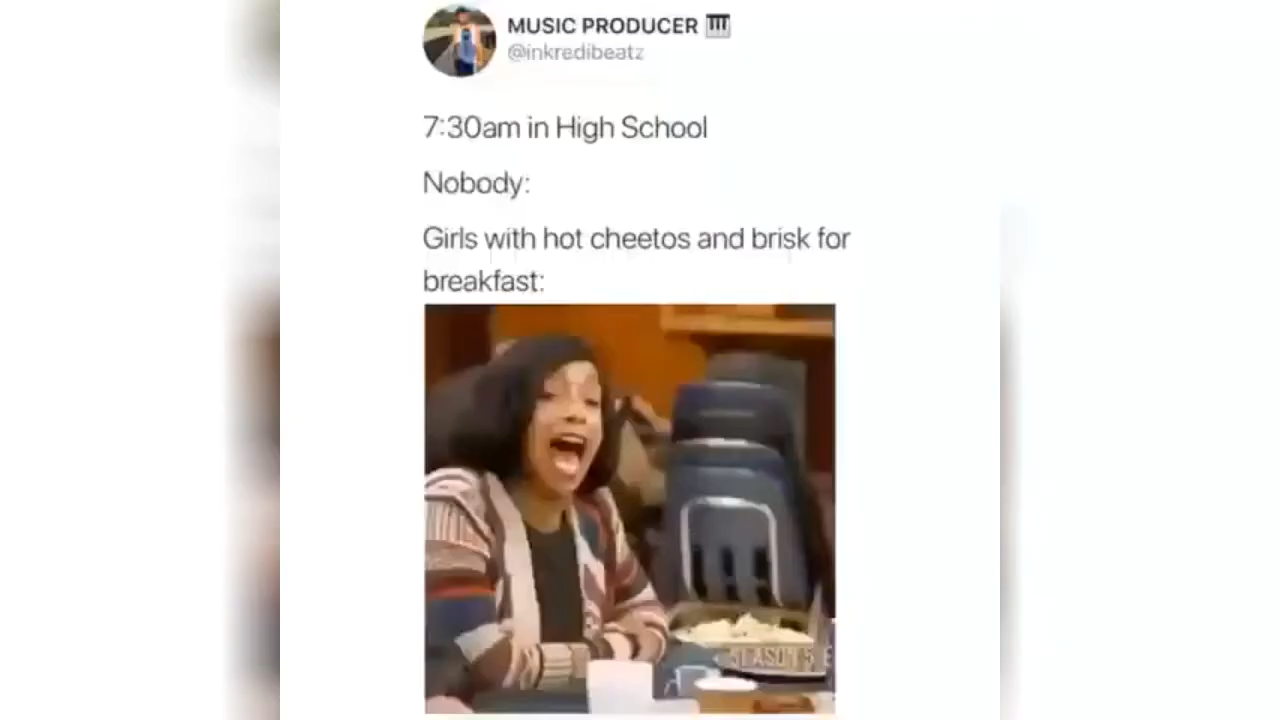 MUSIC PRODUCER 🎹
@inkredibeatz
7:30am in High School
Nobody:
Girls with hot cheetos and brisk for
breakfast: